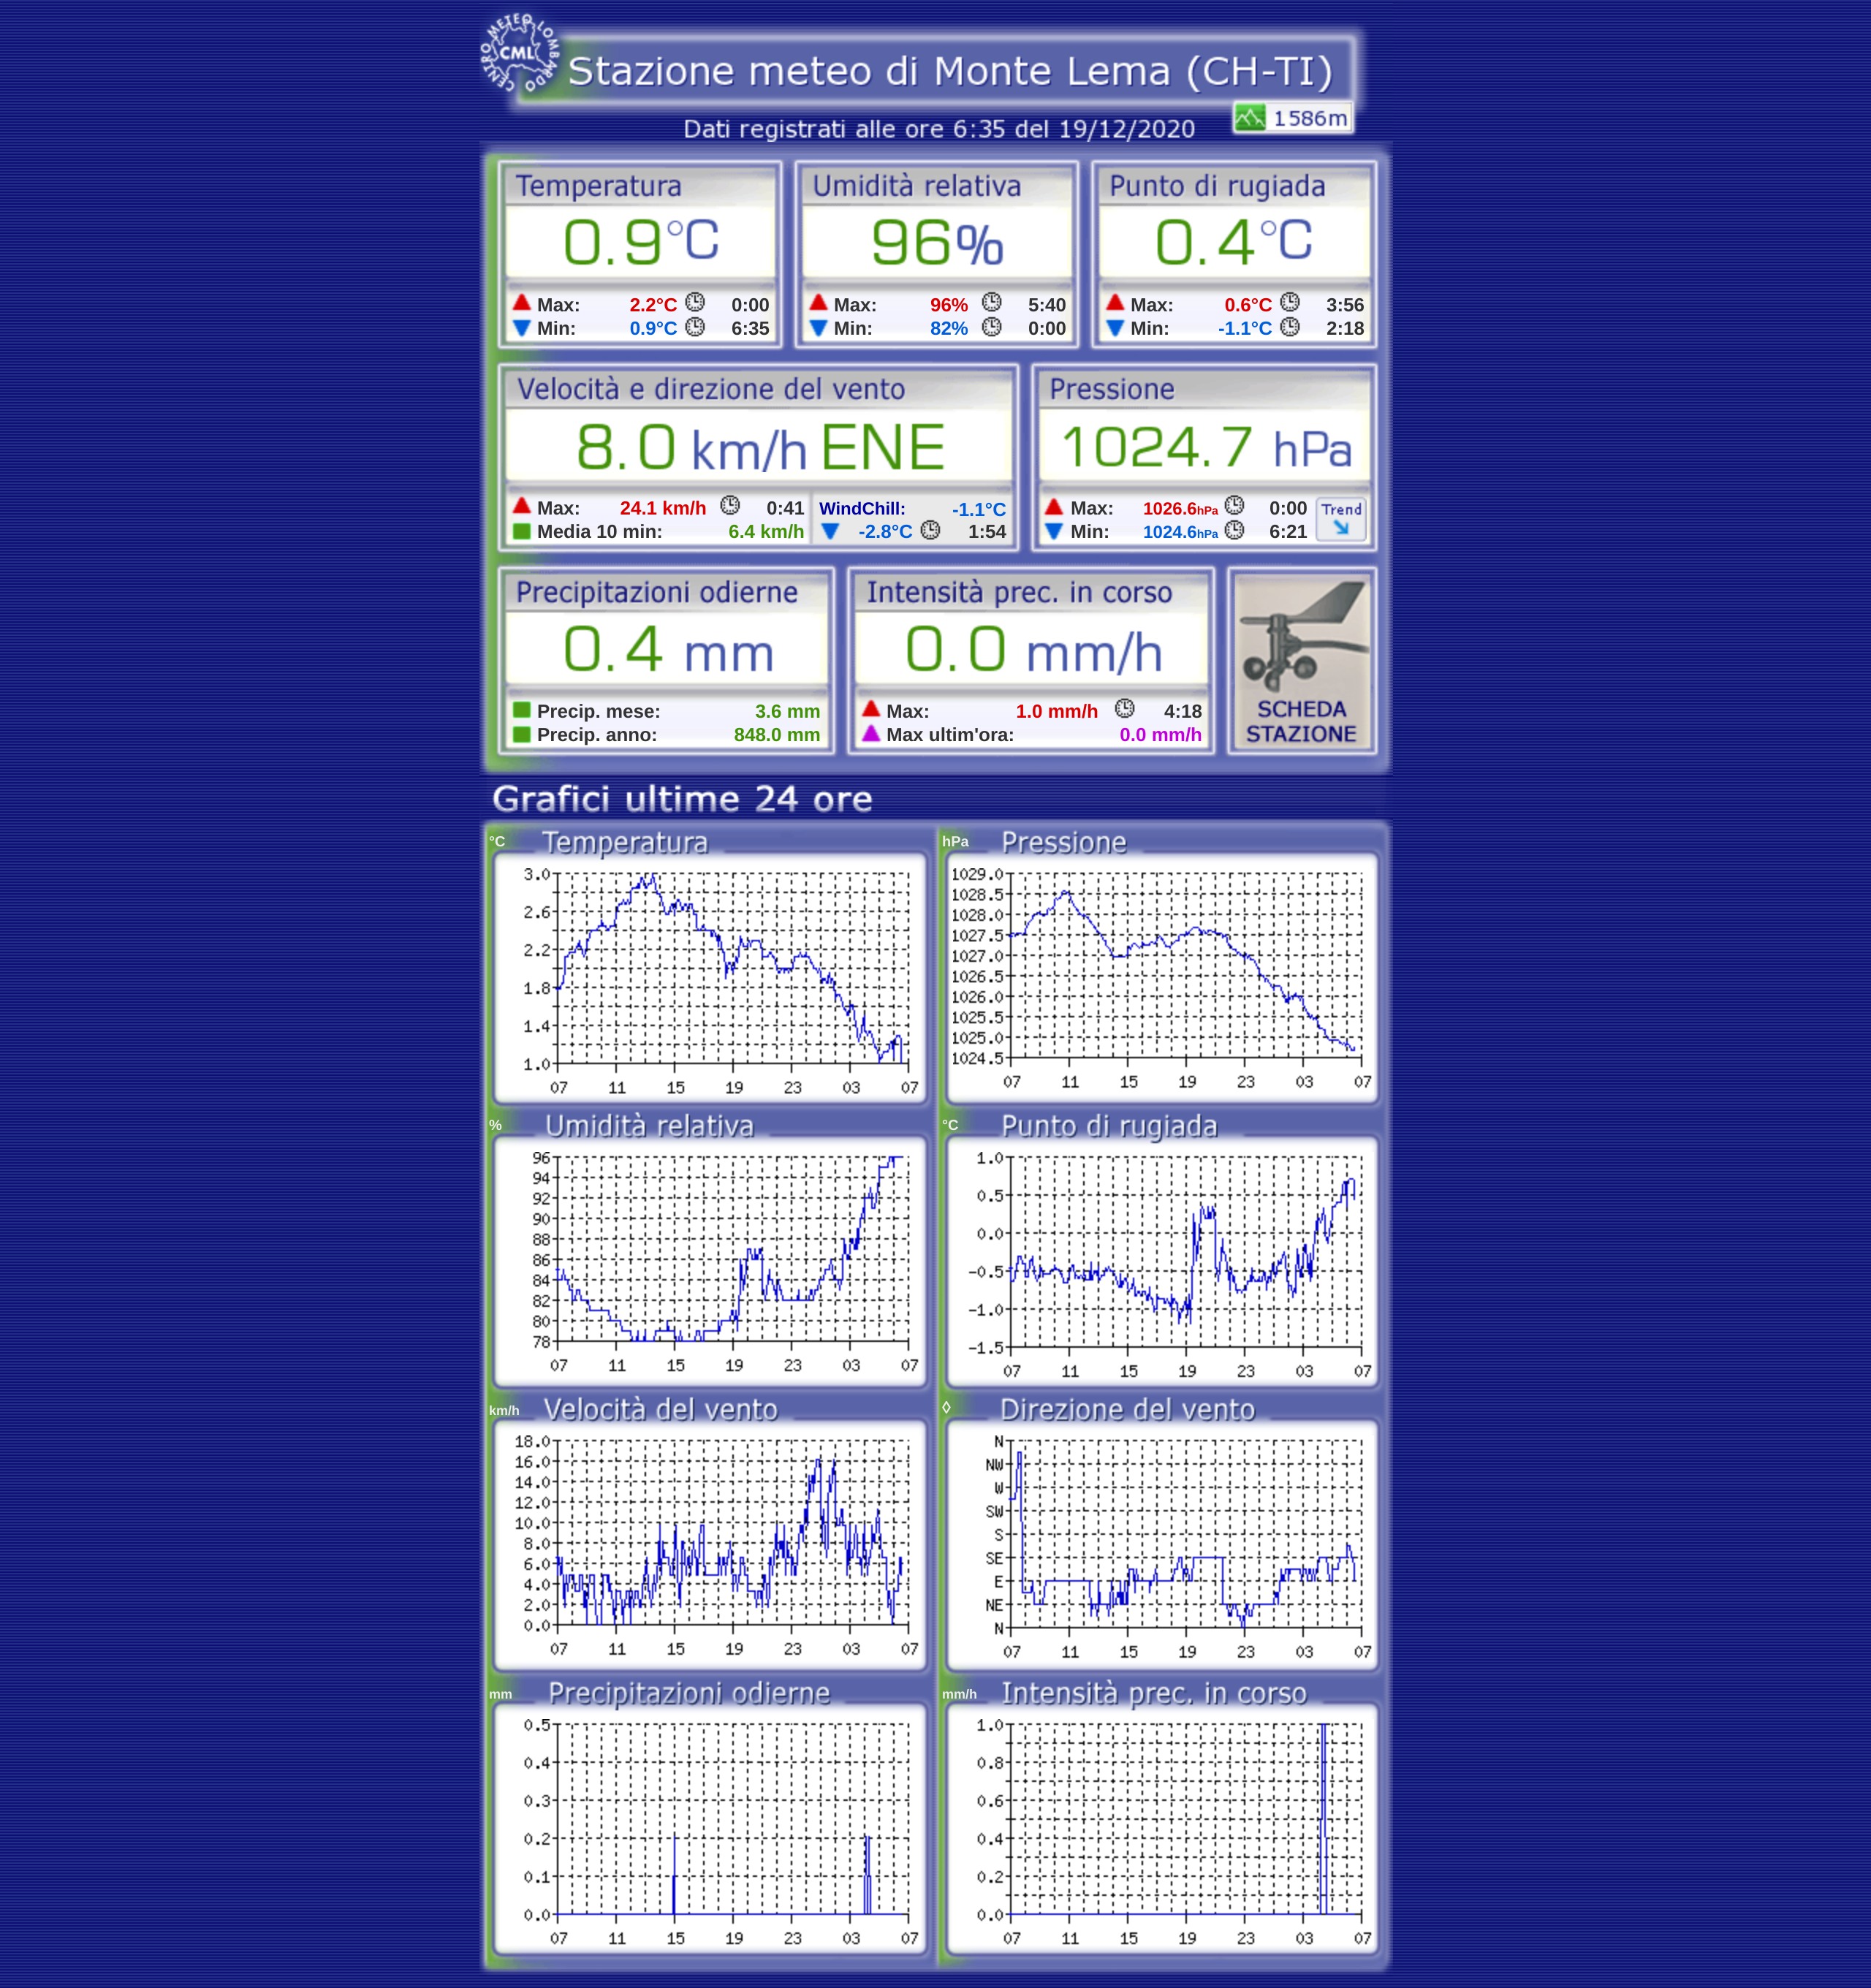 CENTRO METEO LOMBARDO
CML
Stazione meteo di Monte Lema (CH-TI)
1586m
Dati registrati alle ore 6:35 del 19/12/2020
Temperatura Umidità relativa Punto di rugiada
0.9°C 96% 0.4°C
Max: 2.2°C 0:00 Max: 96% 5:40 Max: 0.6°C 3:56
Min: 0.9°C 6:35 Min: 82% 0:00 Min: -1.1°C 2:18
Velocità e direzione del vento Pressione
8.0 km/h ENE 1024.7 hPa
Max: 24.1 km/h 0:41 WindChill: -1.1°C Max: 1026.6hPa 0:00 Trend
Media 10 min: 6.4 km/h -2.8°C 1:54 Min: 1024.6hPa 6:21
Precipitazioni odierne Intensità prec. in corso
0.4 mm 0.0 mm/h
Precip. mese: 3.6 mm Max: 1.0 mm/h 4:18 SCHEDA
Precip. anno: 848.0 mm Max ultim'ora: 0.0 mm/h STAZIONE
Grafici ultime 24 ore
°C Temperatura
3.0
2.6
2.2
1.8
1.4
1.0
07 11 15 19 23 03 07
hPa Pressione
1029.0
1028.5
1028.0
1027.5
1027.0
1026.5
1026.0
1025.5
1025.0
1024.5
07 11 15 19 23 03 07
% Umidità relativa
96
94
92
90
88
86
84
82
80
78
07 11 15 19 23 03 07
°C Punto di rugiada
1.0
0.5
0.0
-0.5
-1.0
-1.5
07 11 15 19 23 03 07
km/h Velocità del vento
18.0
16.0
14.0
12.0
10.0
8.0
6.0
4.0
2.0
0.0
07 11 15 19 23 03 07
◊ Direzione del vento
N
NW
W
SW
S
SE
E
NE
N
07 11 15 19 23 03 07
mm Precipitazioni odierne
0.5
0.4
0.3
0.2
0.1
0.0
07 11 15 19 23 03 07
mm/h Intensità prec. in corso
1.0
0.8
0.6
0.4
0.2
0.0
07 11 15 19 23 03 07